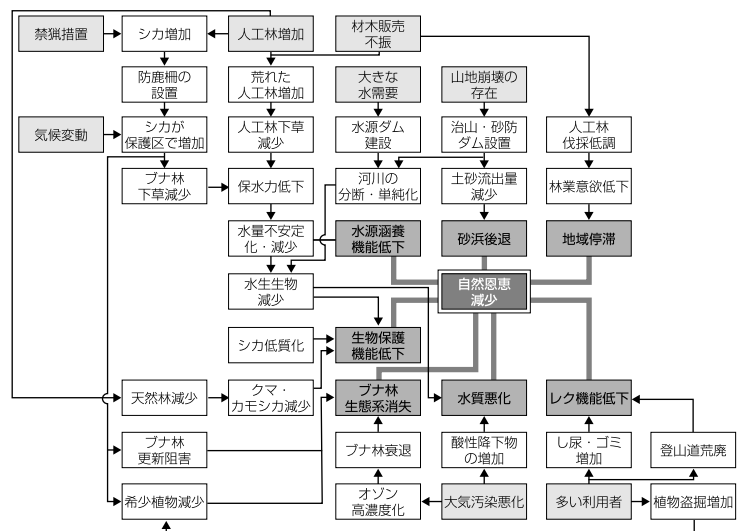 禁猟措置
シカ増加
人工林増加
材木販売
不振
防鹿柵の
設置
荒れた
人工林増加
大きな
水需要
山地崩壊の
存在
気候変動
シカが
保護区で増加
人工林下草
減少
水源ダム
建設
治山・砂防
ダム設置
人工林
伐採低調
ブナ林
下草減少
保水力低下
河川の
分断・単純化
土砂流出量
減少
林業意欲低下
水量不安定
化・減少
水源涵養
機能低下
砂浜後退
地域停滞
水生生物
減少
自然恩恵
減少
シカ低質化
生物保護
機能低下
天然林減少
クマ・
カモシカ減少
ブナ林
生態系消失
水質悪化
レク機能低下
ブナ林
更新阻害
ブナ林衰退
酸性降下物
の増加
し尿・ゴミ
増加
登山道荒廃
希少植物減少
オゾン
高濃度化
大気汚染悪化
多い利用者
植物盗掘増加